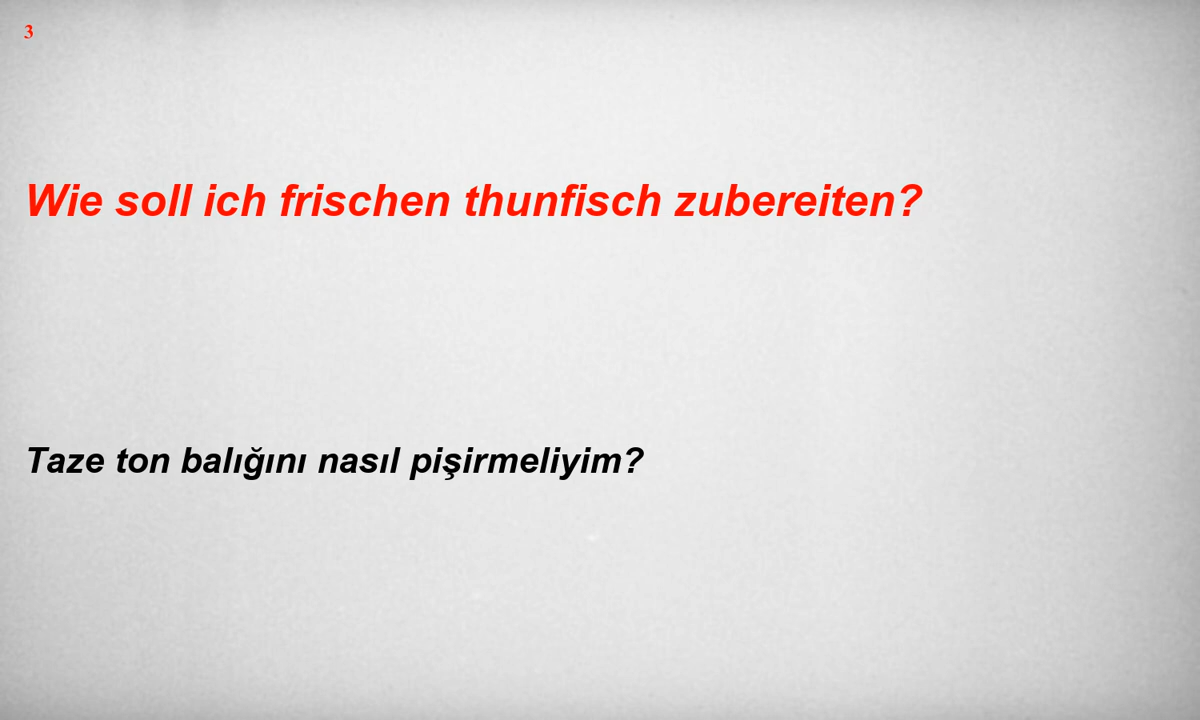 3
Wie soll ich frischen thunfisch zubereiten?
Taze ton balığını nasıl pişirmeliyim?